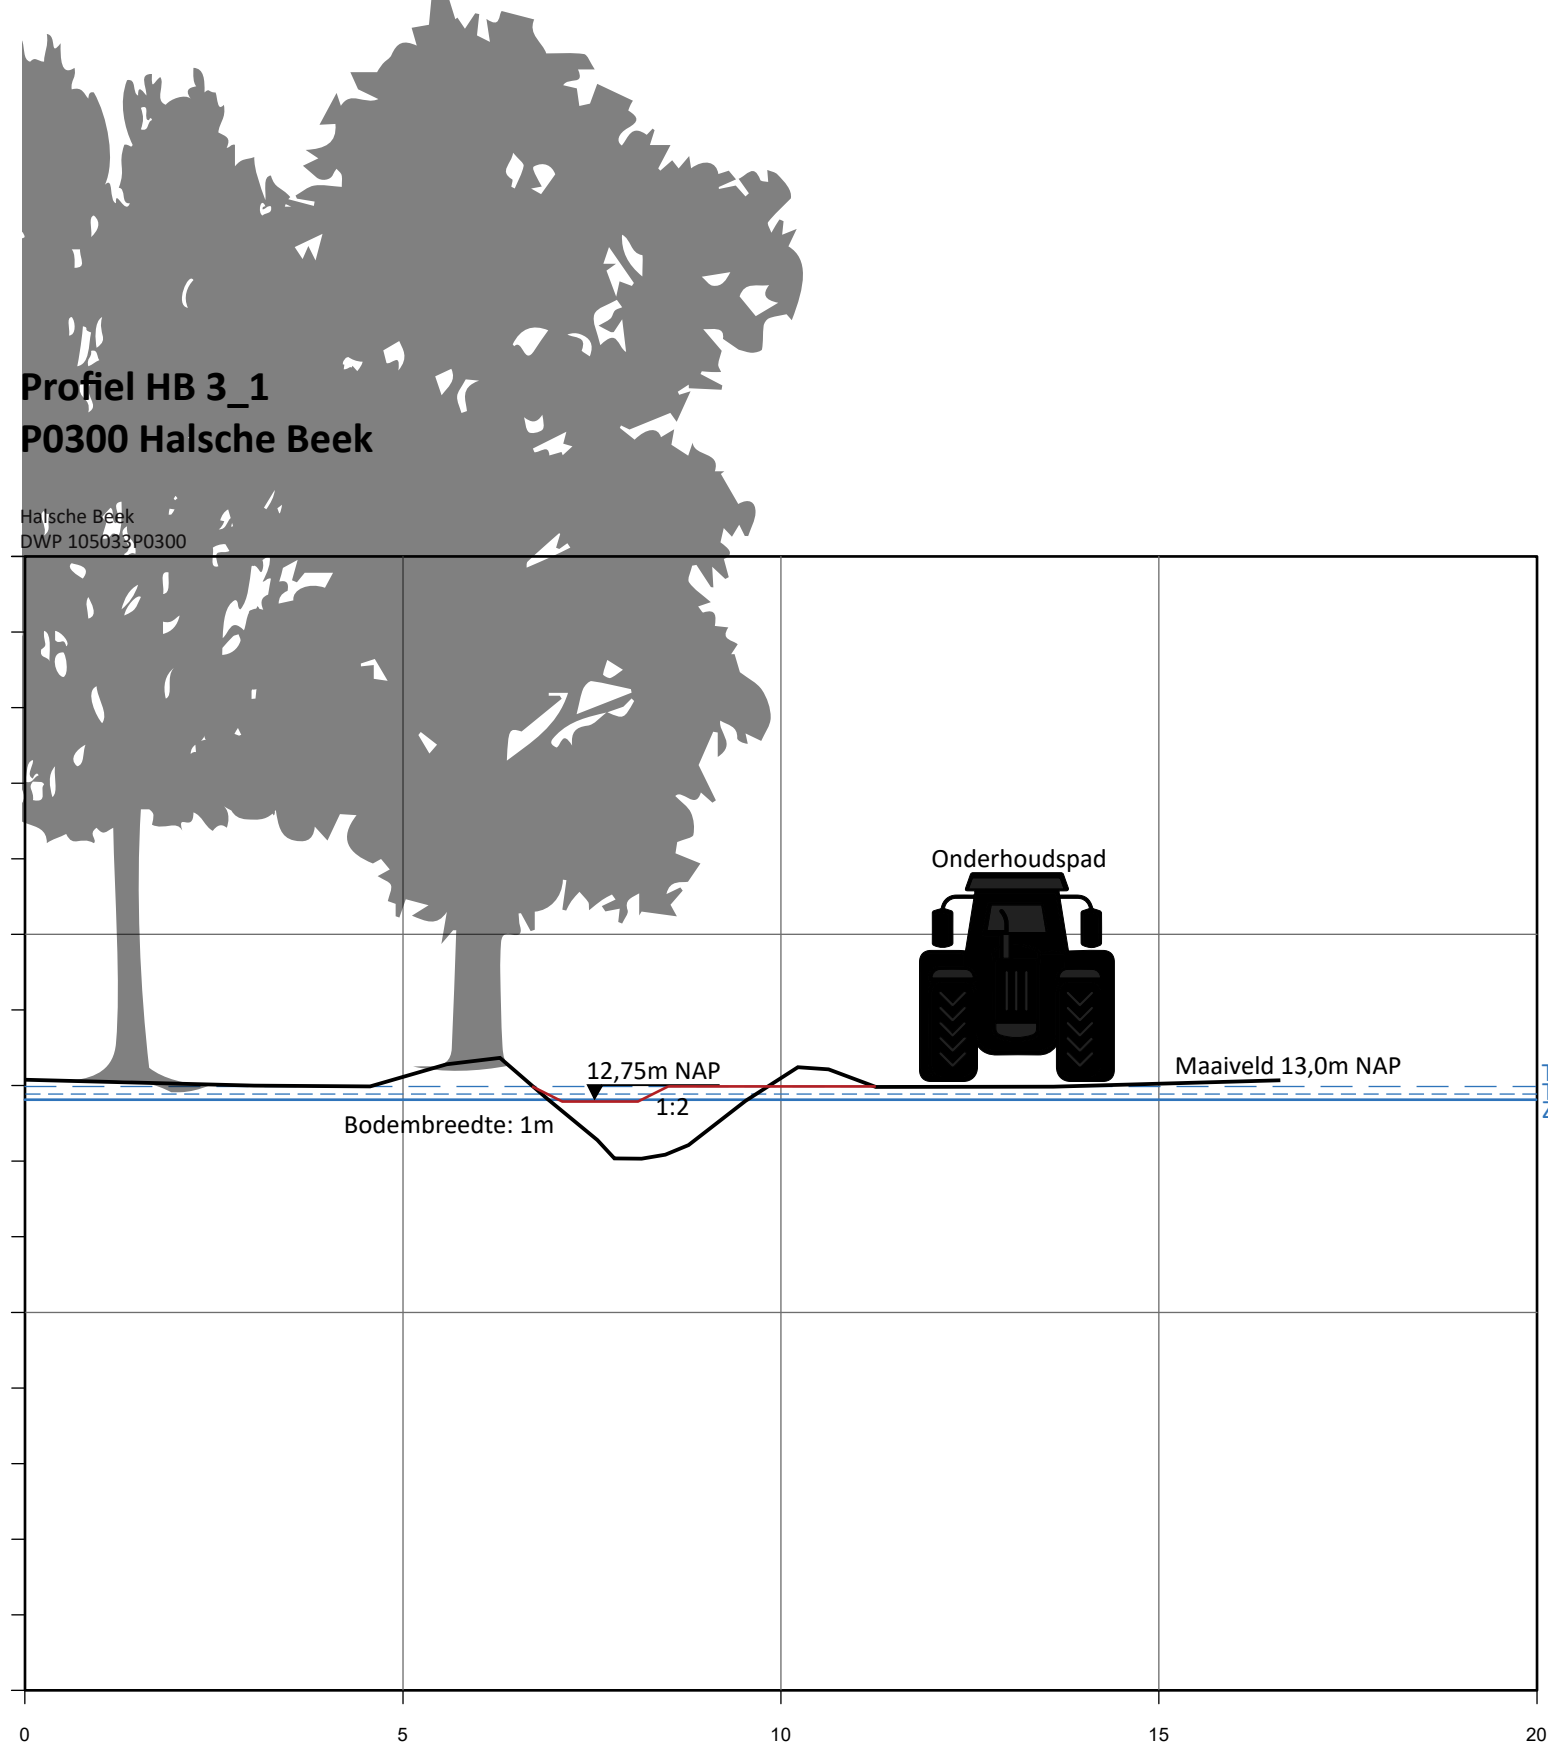 Profiel HB 3_1
P0300 Halsche Beek
Halsche Beek
DWP 105033P0300
Onderhoudspad
12,75m NAP
Maaiveld 13,0m NAP
1:2
Bodembreedte: 1m
0 5 10 15 20